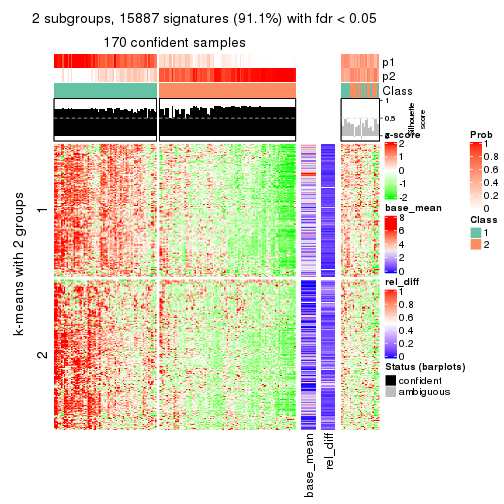 2 subgroups, 15887 signatures (91.1%) with fdr < 0.05
170 confident samples
p1
p2
Class
1
0.5
0
Silhouette
score
k-means with 2 groups
1
2
base_mean
rel_diff
z-score
2
1
0
-1
-2
base_mean
8
6
4
2
0
rel_diff
1
0.8
0.6
0.4
0.2
0
Status (barplots)
confident
ambiguous
Prob
1
0.8
0.6
0.4
0.2
0
Class
1
2